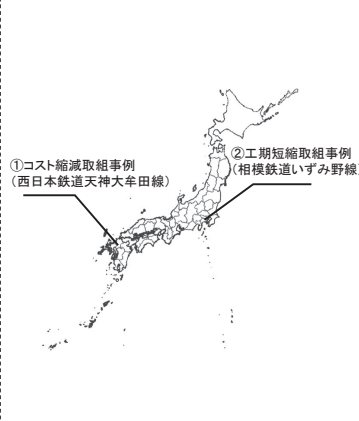 ①コスト縮減取組事例
(西日本鉄道天神大牟田線)
②工期短縮取組事例
(相模鉄道いずみ野線)